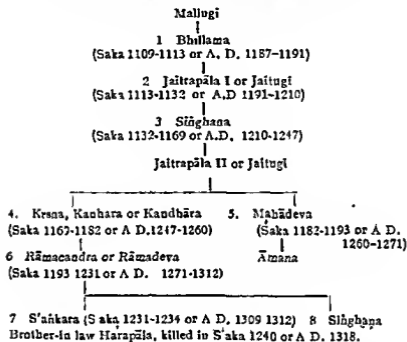 Mallugi
1 Bhillama
(Saka 1109-1113 or A. D. 1187-1191)
2 Jaitrapāla I or Jaitugi
(Saka 1113-1132 or A.D 1191-1210)
3 Siṅghana
(Saka 1132-1169 or A.D. 1210-1247)
Jaitrapāla II or Jaitugi
4. Krsna, Kanhara or Kandhāra 5. Mahādeva
(Saka 1169-1182 or A D.1247-1260) (Saka 1182-1193 or A D.
1260-1271)
6 Rāmacandra or Rāmadeva Āmana
(Saka 1193 1231 or A D. 1271-1312)
7 S'aṅkara (S aka 1231-1234 or A D. 1309 1312) 8 Siṅghaṇa
Brother-in law Harapāla, killed in S'aka 1240 or A D. 1318.